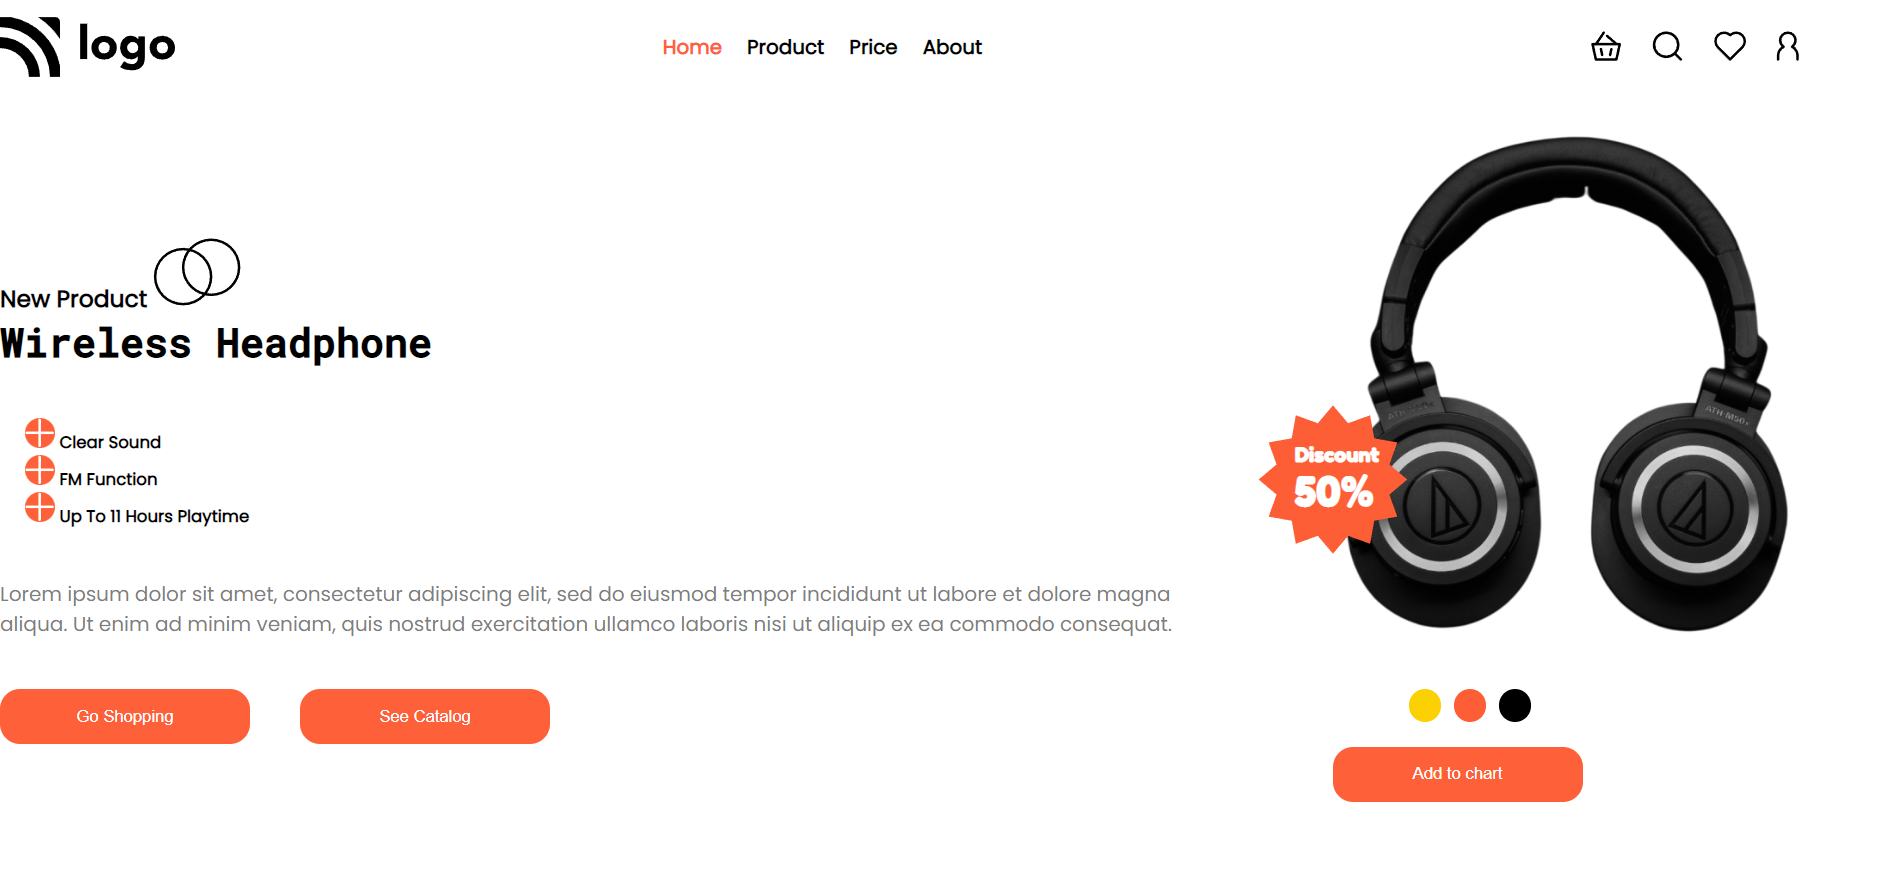 logo
Home Product Price About
New Product
Wireless Headphone
Clear Sound
FM Function
Up To 11 Hours Playtime
Lorem ipsum dolor sit amet, consectetur adipiscing elit, sed do eiusmod tempor incididunt ut labore et dolore magna
aliqua. Ut enim ad minim veniam, quis nostrud exercitation ullamco laboris nisi ut aliquip ex ea commodo consequat.
Go Shopping
See Catalog
ATH-M50x
Discount
50%
Add to chart